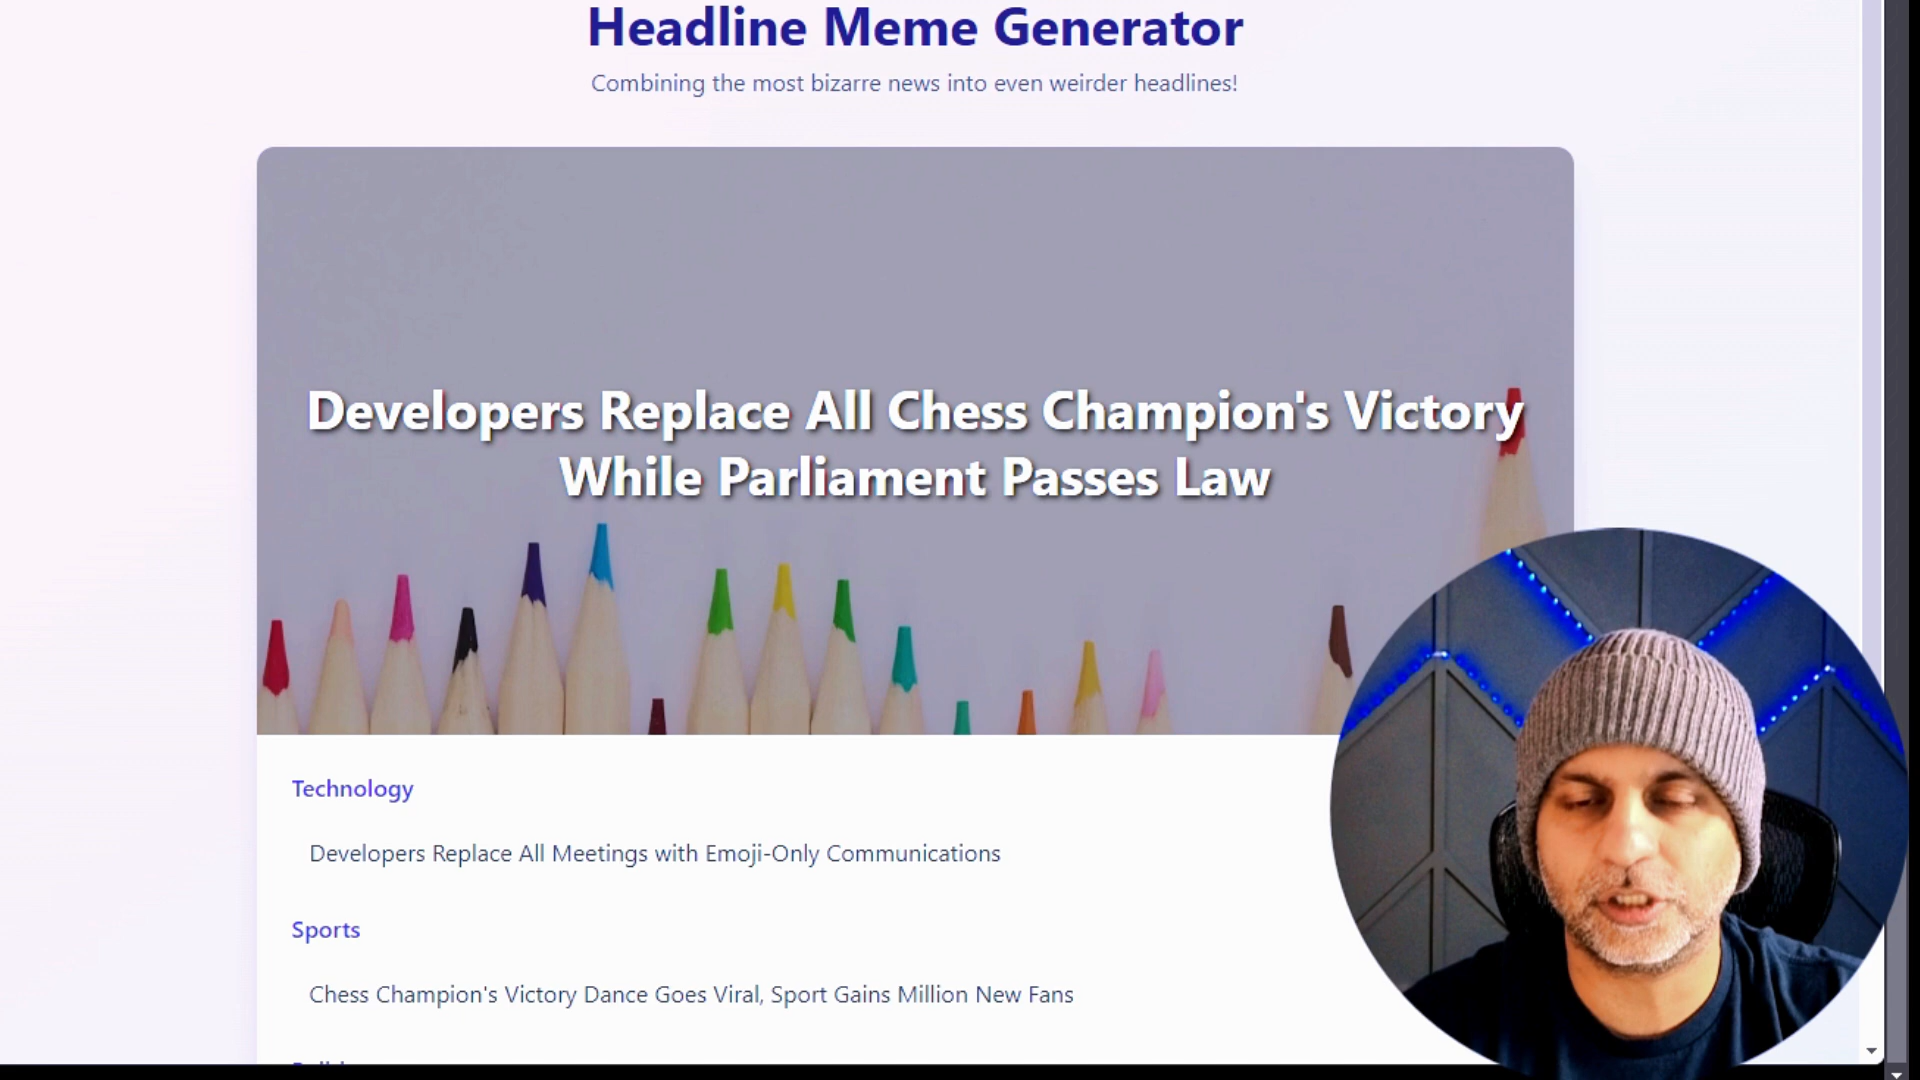 Headline Meme Generator
Combining the most bizarre news into even weirder headlines!
Developers Replace All Chess Champion's Victory
While Parliament Passes Law
Technology
Developers Replace All Meetings with Emoji-Only Communications
Sports
Chess Champion's Victory Dance Goes Viral, Sport Gains Million New Fans